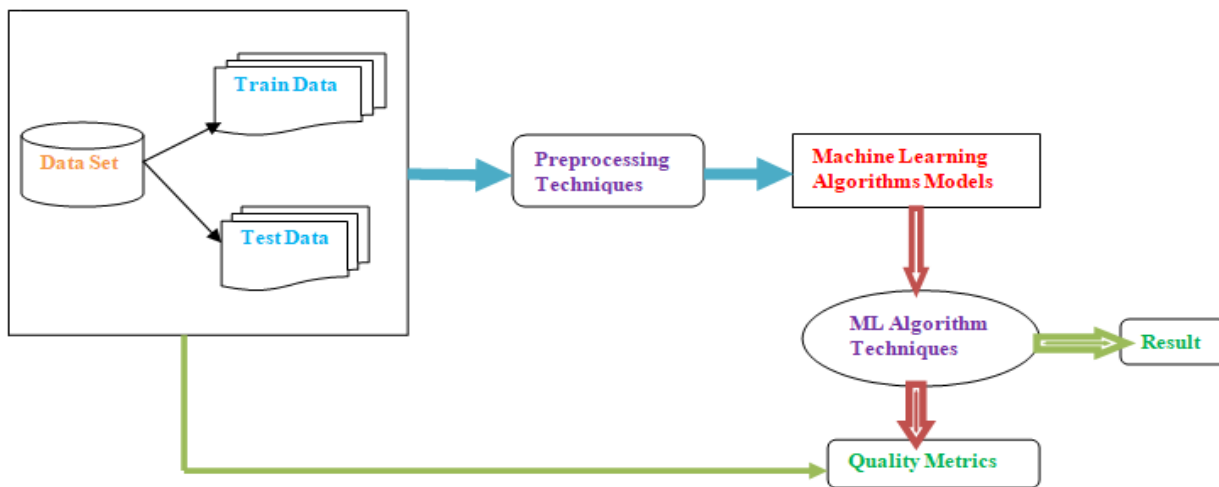 Train Data
Data Set
Test Data
Preprocessing
Techniques
Machine Learning
Algorithms Models
ML Algorithm
Techniques
Result
Quality Metrics